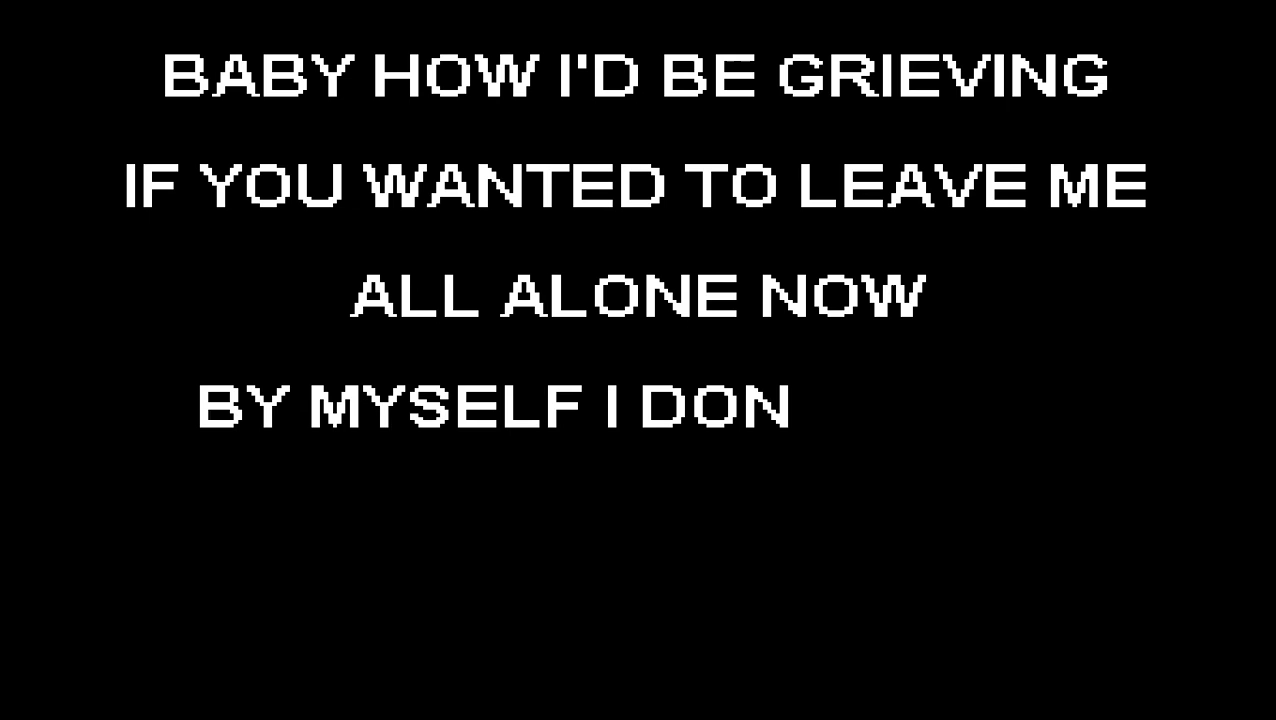 BABY HOW I'D BE GRIEVING
IF YOU WANTED TO LEAVE ME
ALL ALONE NOW
BY MYSELF I DON